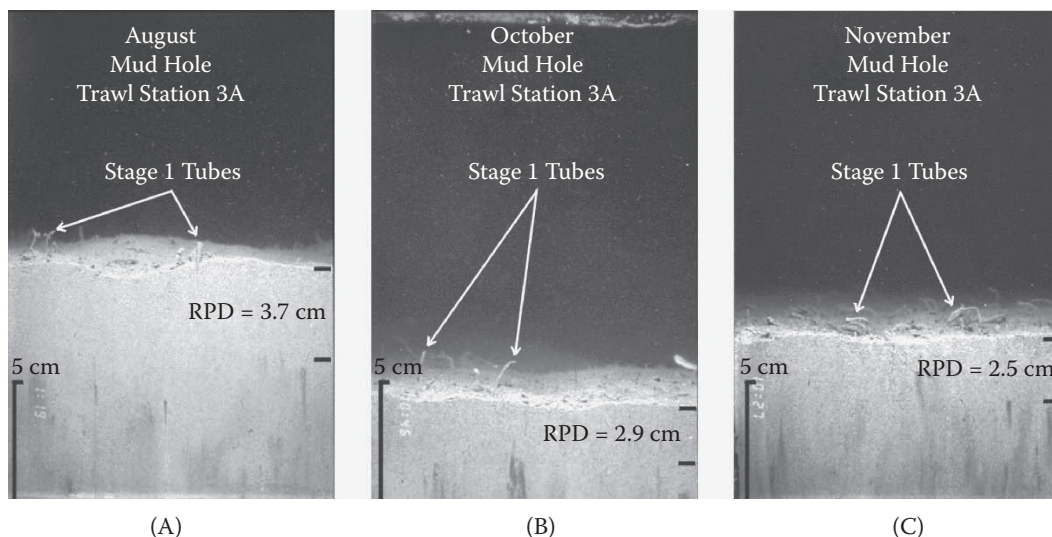 August
Mud Hole
Trawl Station 3A
Stage 1 Tubes
RPD = 3.7 cm
5 cm
(A)
October
Mud Hole
Trawl Station 3A
Stage 1 Tubes
5 cm
RPD = 2.9 cm
(B)
November
Mud Hole
Trawl Station 3A
Stage 1 Tubes
5 cm
RPD = 2.5 cm
(C)